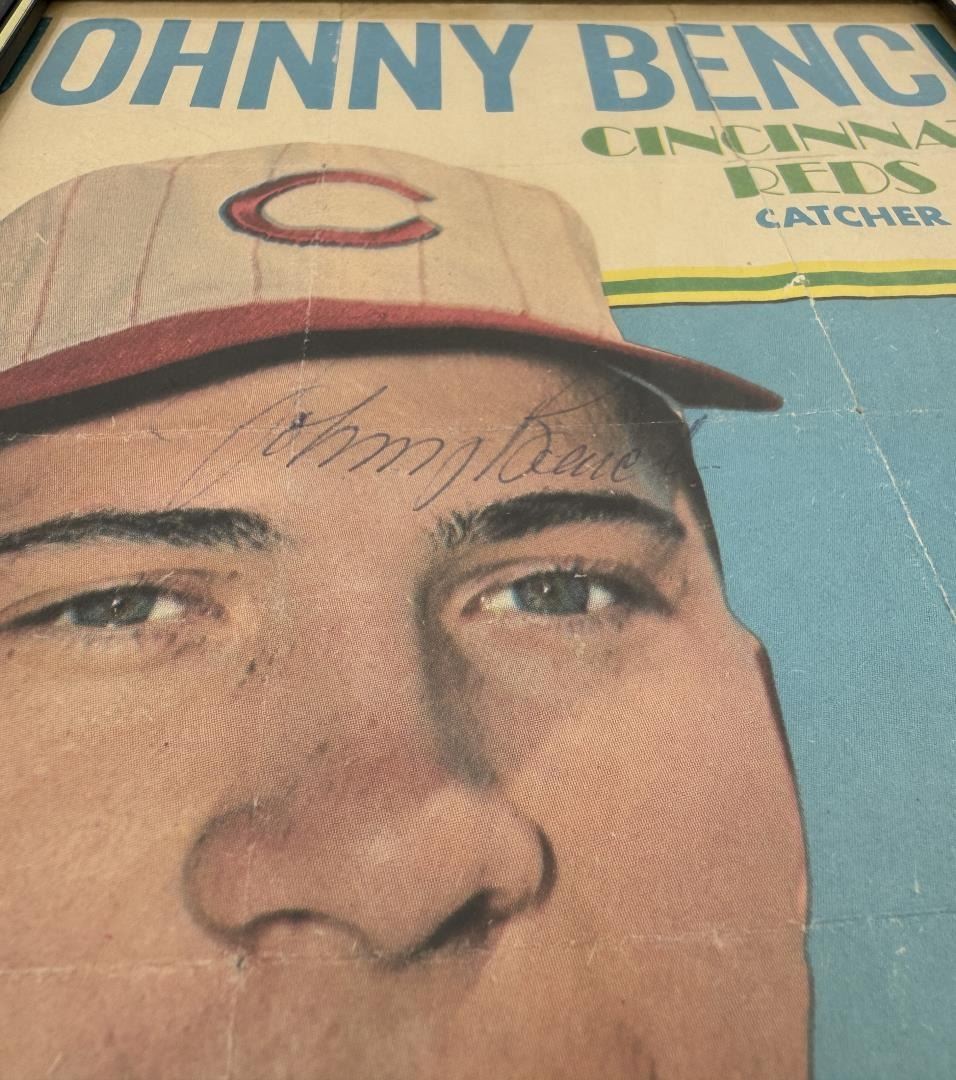 OHNNY BENC
CINCINNA
REDS
CATCHER
C
Johnny Bench